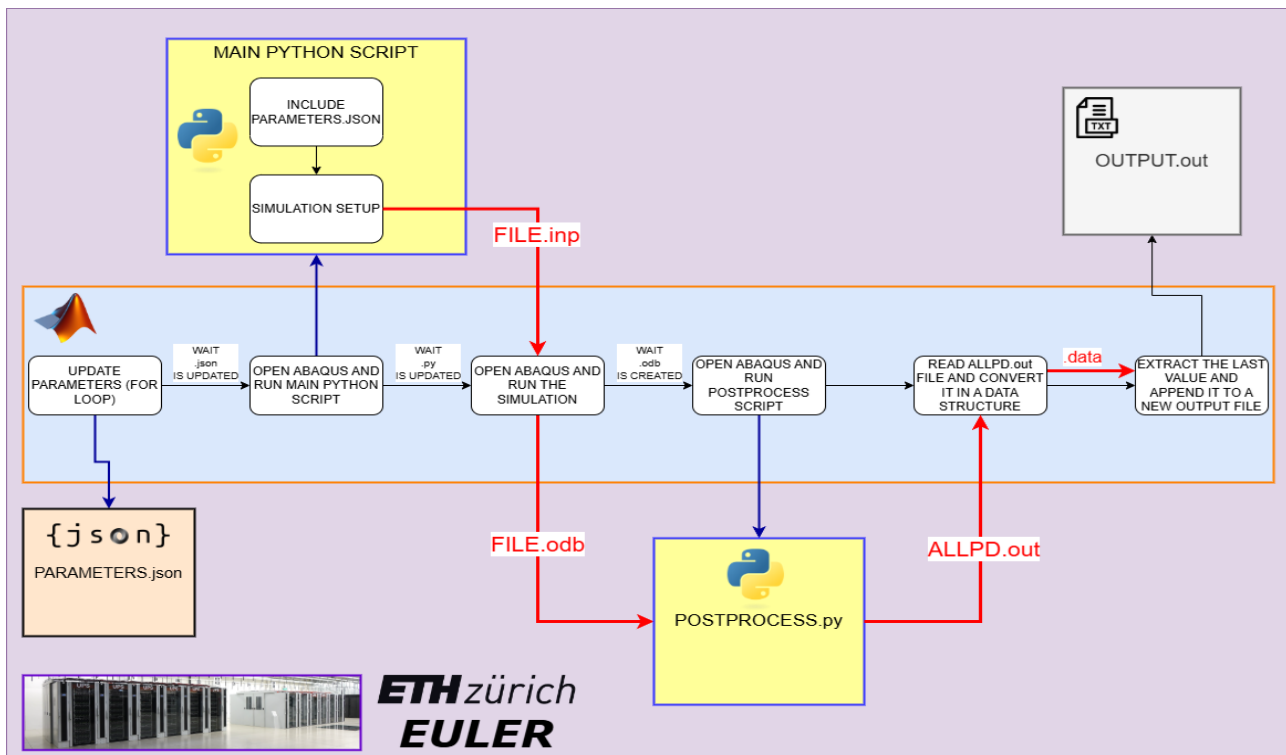 MAIN PYTHON SCRIPT
INCLUDE
PARAMETERS.JSON
SIMULATION SETUP
FILE.inp
TXT
OUTPUT.out
UPDATE
PARAMETERS (FOR
LOOP)
WAIT
.json
IS UPDATED
OPEN ABAQUS AND
RUN MAIN PYTHON
SCRIPT
WAIT
.py
IS UPDATED
OPEN ABAQUS AND
RUN THE
SIMULATION
WAIT
.odb
IS CREATED
OPEN ABAQUS AND
RUN
POSTPROCESS
SCRIPT
READ ALLPD.out
FILE AND CONVERT
IT IN A DATA
STRUCTURE
.data
EXTRACT THE LAST
VALUE AND
APPEND IT TO A
NEW OUTPUT FILE
{json}
PARAMETERS.json
FILE.odb
POSTPROCESS.py
ALLPD.out
ETH zürich
EULER